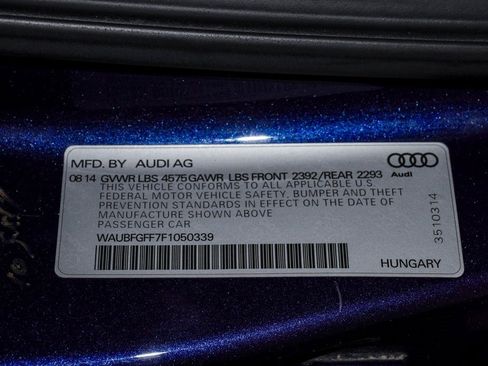 MFD. BY AUDI AG
08 14 GVWR LBS 4575 GAWR LBS FRONT 2392/REAR 2293
THIS VEHICLE CONFORMS TO ALL APPLICABLE U S
FEDERAL MOTOR VEHICLE SAFETY, BUMPER AND THEFT
PREVENTION STANDARDS IN EFFECT ON THE DATE OF
MANUFACTURE SHOWN ABOVE
PASSENGER CAR
WAUBFGFF7F1050339
Audi
3510314
HUNGARY